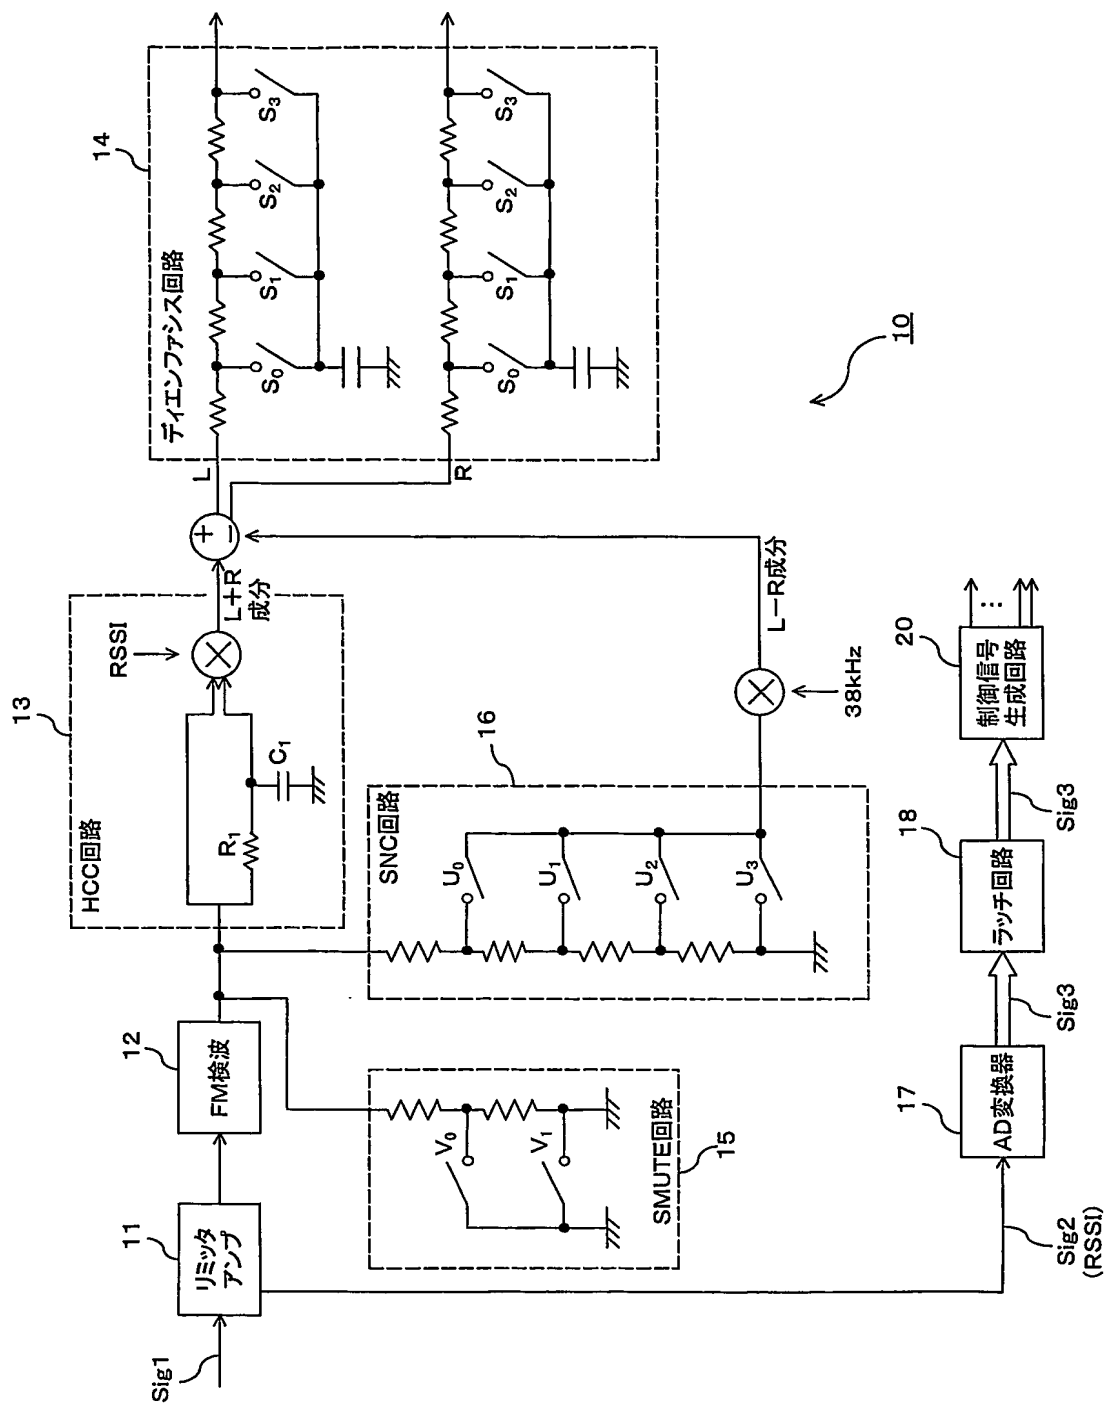 10
Sig1
11
リミッタ
アンプ
12
FM検波
13
HCC回路
R1
C1
RSSI
L+R
成分
+
−
L
R
14
ディエンファシス回路
S0
S1
S2
S3
S0
S1
S2
S3
15
SMUTE回路
V0
V1
16
SNC回路
U0
U1
U2
U3
38kHz
L−R成分
Sig2
(RSSI)
17
AD変換器
Sig3
18
ラッチ回路
Sig3
20
制御信号
生成回路
…